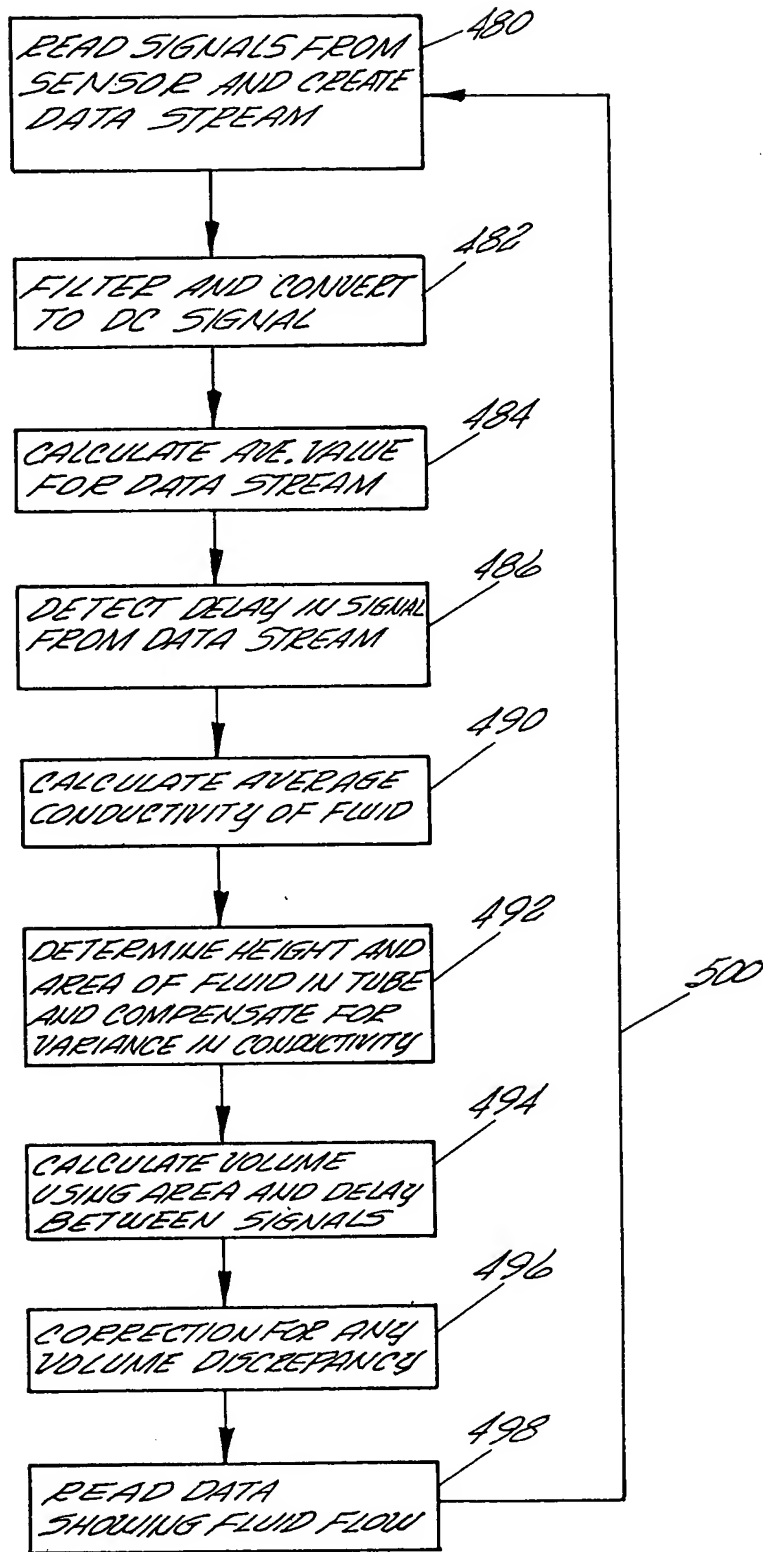 480
READ SIGNALS FROM
SENSOR AND CREATE
DATA STREAM
482
FILTER AND CONVERT
TO DC SIGNAL
484
CALCULATE AVE. VALUE
FOR DATA STREAM
486
DETECT DELAY IN SIGNAL
FROM DATA STREAM
490
CALCULATE AVERAGE
CONDUCTIVITY OF FLUID
492
DETERMINE HEIGHT AND
AREA OF FLUID IN TUBE
AND COMPENSATE FOR
VARIANCE IN CONDUCTIVITY
500
494
CALCULATE VOLUME
USING AREA AND DELAY
BETWEEN SIGNALS
496
CORRECTION FOR ANY
VOLUME DISCREPANCY
498
READ DATA
SHOWING FLUID FLOW